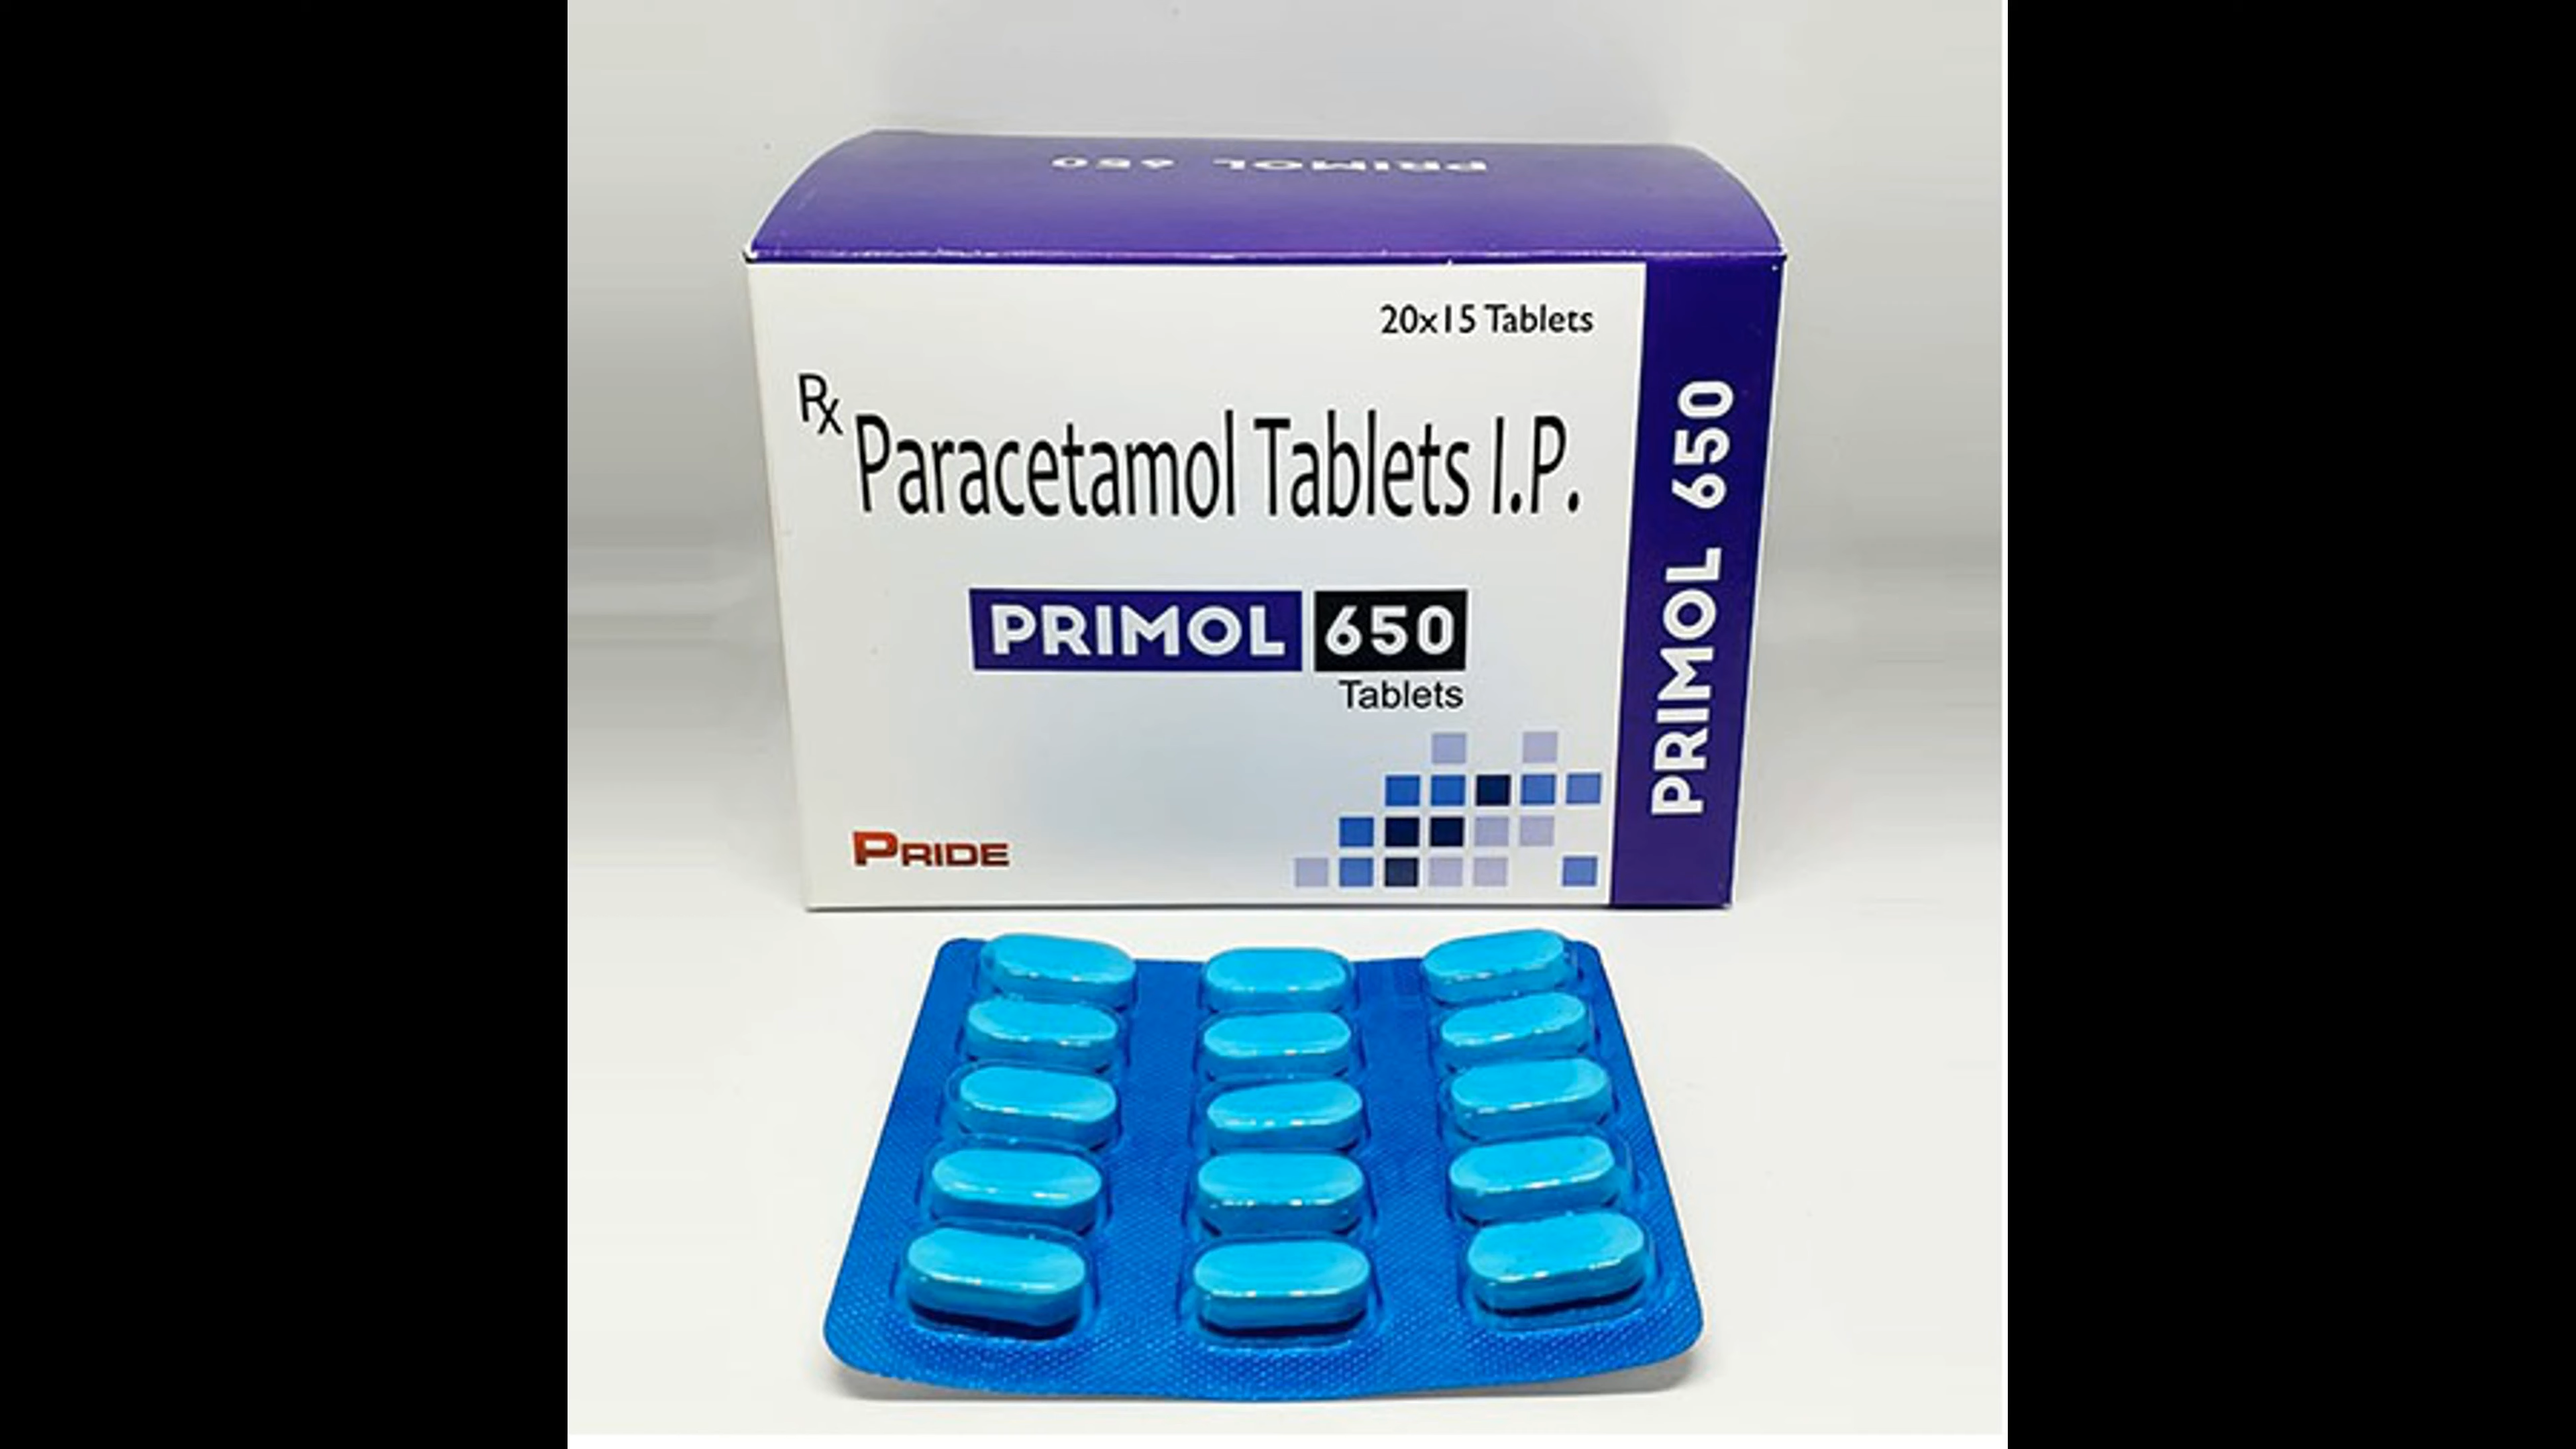 PRIMOL 650
20x15 Tablets
Rx
Paracetamol Tablets I.P.
PRIMOL 650
Tablets
PRIDE
PRIMOL 650